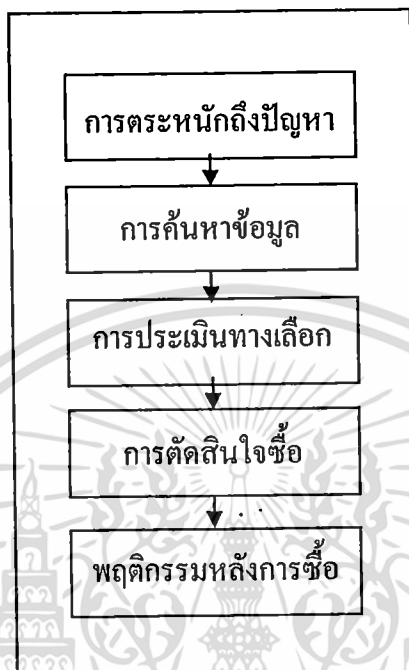 การตระหนักถึงปัญหา
การค้นหาข้อมูล
การประเมินทางเลือก
การตัดสินใจซื้อ
พฤติกรรมหลังการซื้อ